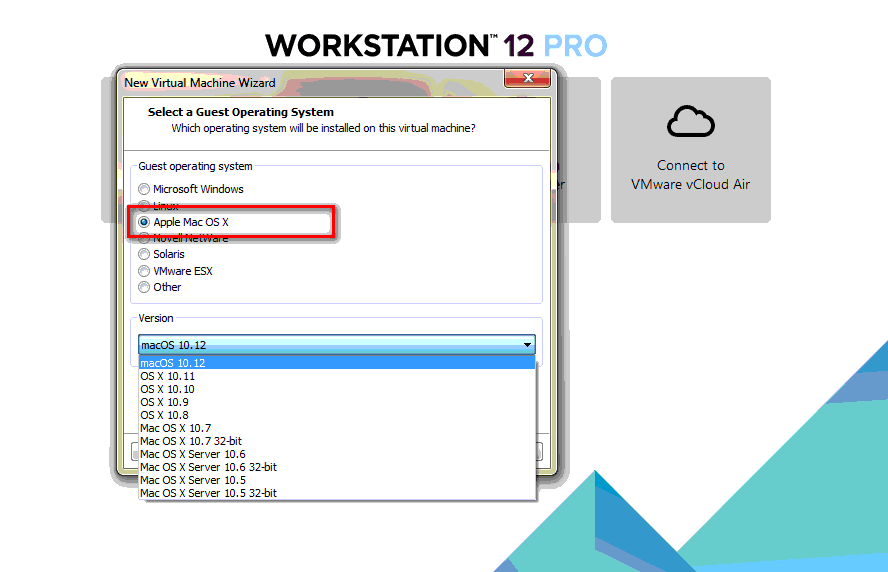 WORKSTATION™ 12 PRO
New Virtual Machine Wizard
Select a Guest Operating System
Which operating system will be installed on this virtual machine?
Guest operating system
Microsoft Windows
Linux
Apple Mac OS X
Novell NetWare
Solaris
VMware ESX
Other
Version
macOS 10.12
macOS 10.12
OS X 10.11
OS X 10.10
OS X 10.9
OS X 10.8
Mac OS X 10.7
Mac OS X 10.7 32-bit
Mac OS X Server 10.6
Mac OS X Server 10.6 32-bit
Mac OS X Server 10.5
Mac OS X Server 10.5 32-bit
er
Connect to
VMware vCloud Air